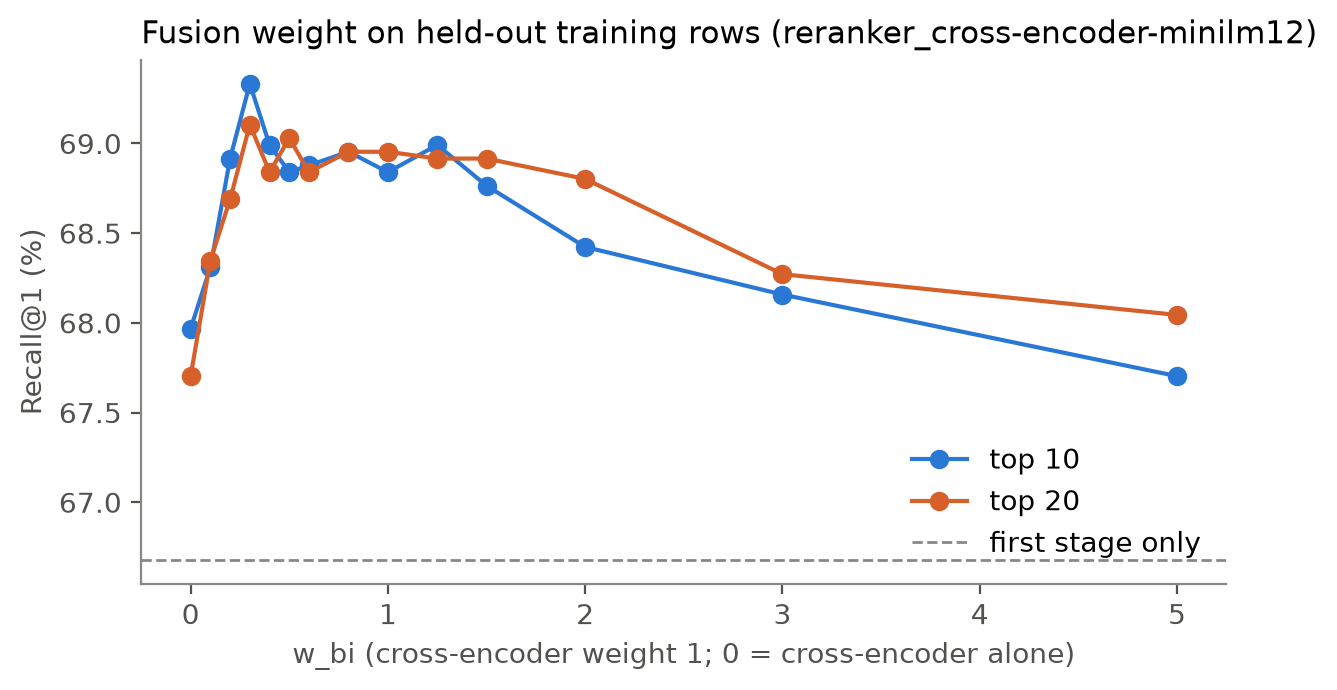 Fusion weight on held-out training rows (reranker_cross-encoder-minilm12)
Recall@1 (%)
69.0
68.5
68.0
67.5
67.0
top 10
top 20
first stage only
0 1 2 3 4 5
w_bi (cross-encoder weight 1; 0 = cross-encoder alone)